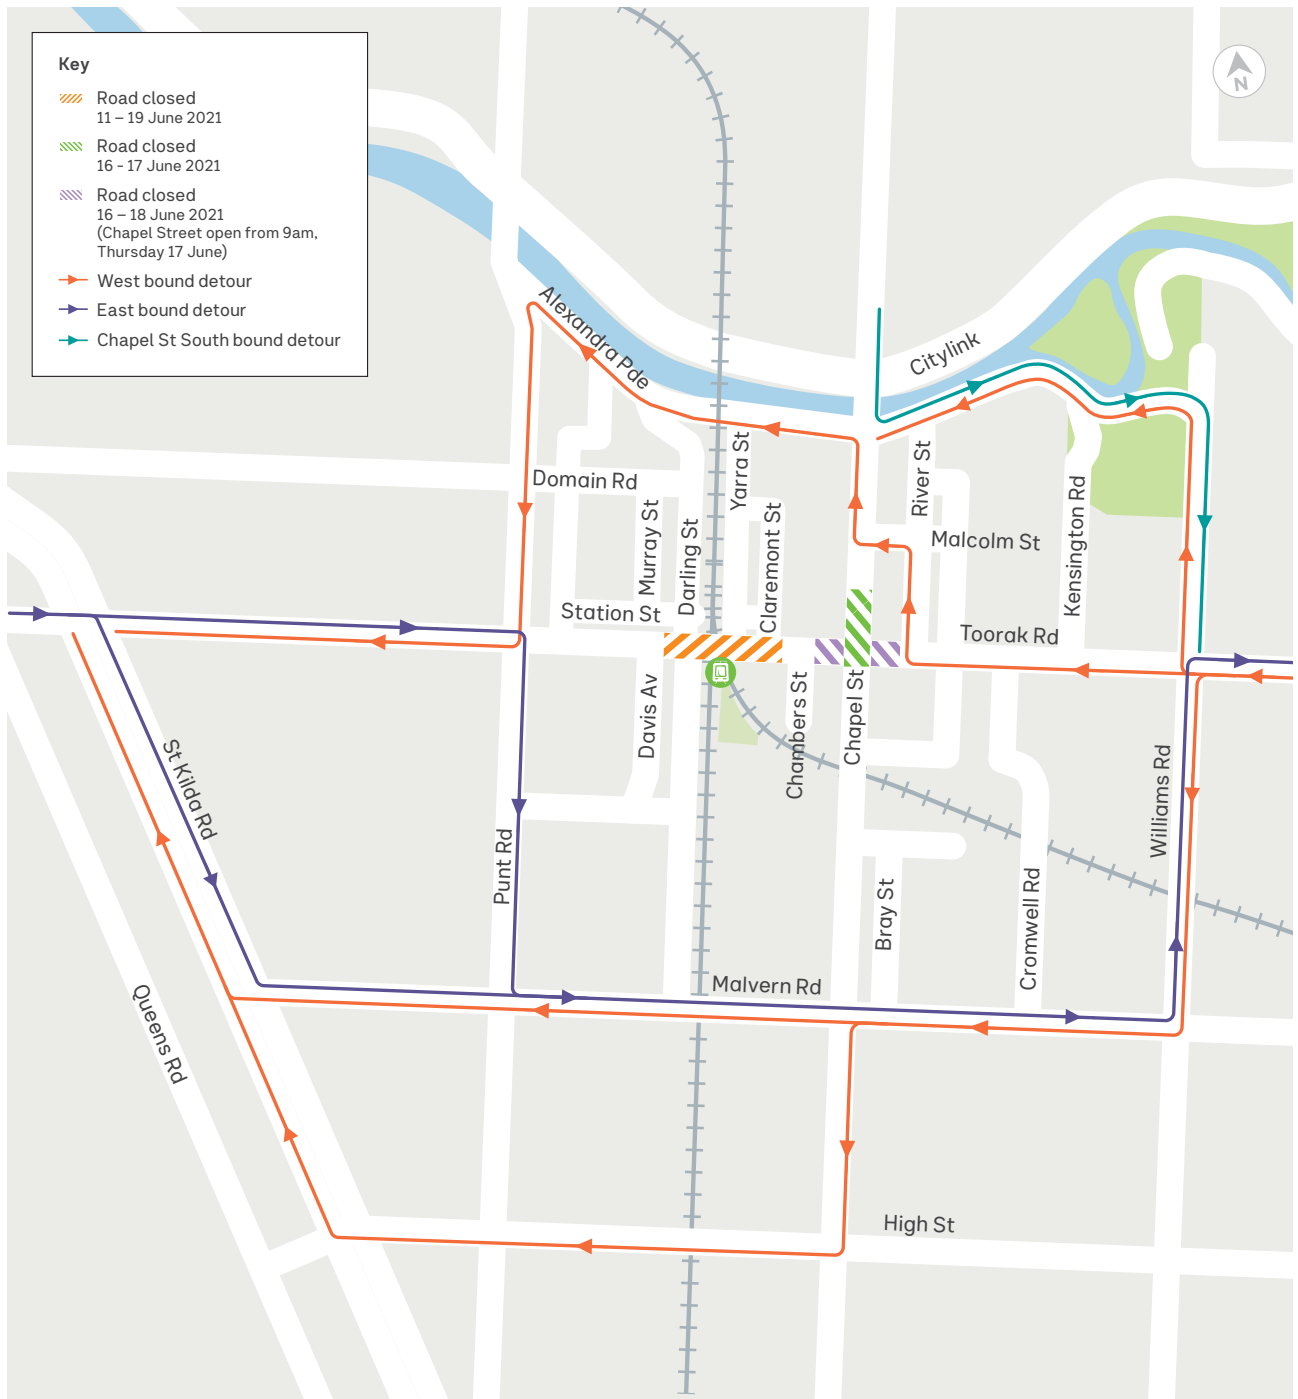 Key
Road closed
11 – 19 June 2021
Road closed
16 - 17 June 2021
Road closed
16 – 18 June 2021
(Chapel Street open from 9am,
Thursday 17 June)
West bound detour
East bound detour
Chapel St South bound detour
N
Alexandra Pde
Citylink
Domain Rd
Yarra St
River St
Murray St
Darling St
Claremont St
Malcolm St
Kensington Rd
Station St
Toorak Rd
Davis Av
Chambers St
Chapel St
St Kilda Rd
Punt Rd
Williams Rd
Bray St
Cromwell Rd
Malvern Rd
Queens Rd
High St